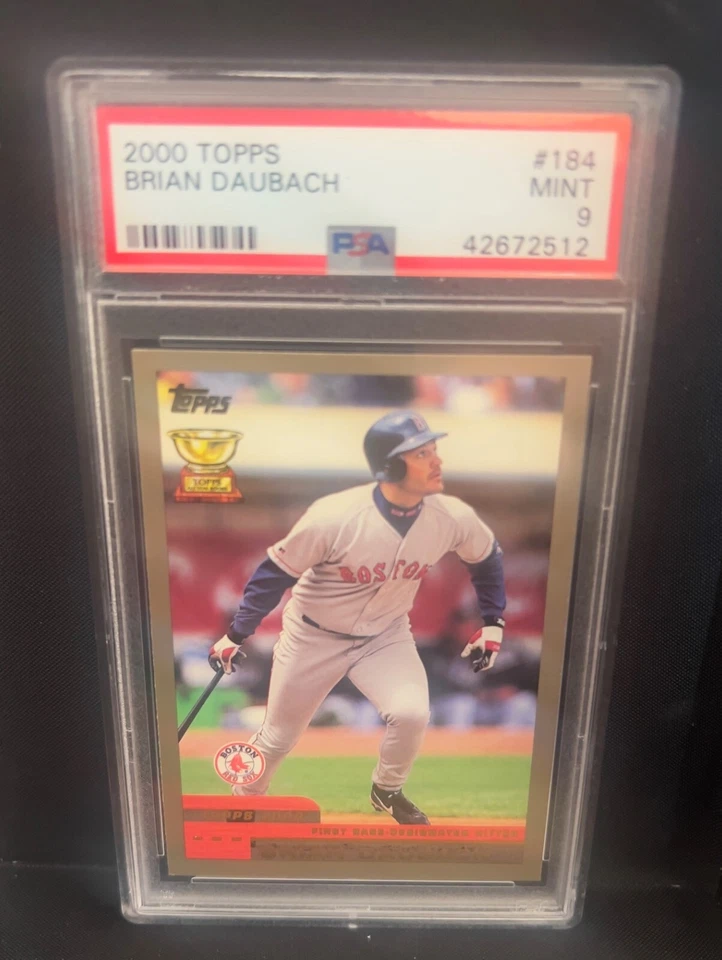 2000 TOPPS #184
BRIAN DAUBACH MINT
9
PSA 42672512
Topps
TOPPS
BOSTON
BOSTON
RED SOX
TOPPS
FIRST BASE-DESIGNATED HITTER